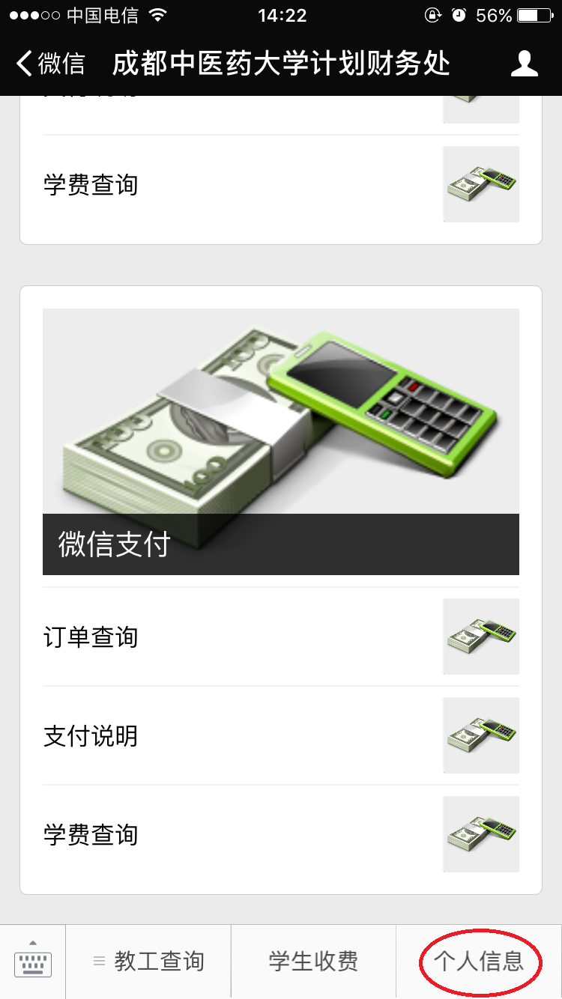 中国电信 14:22 56%
微信 成都中医药大学计划财务处
学费查询
微信支付
订单查询
支付说明
学费查询
教工查询 学生收费 个人信息